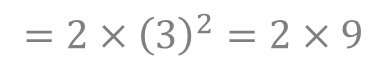 = 2 × (3)² = 2 × 9